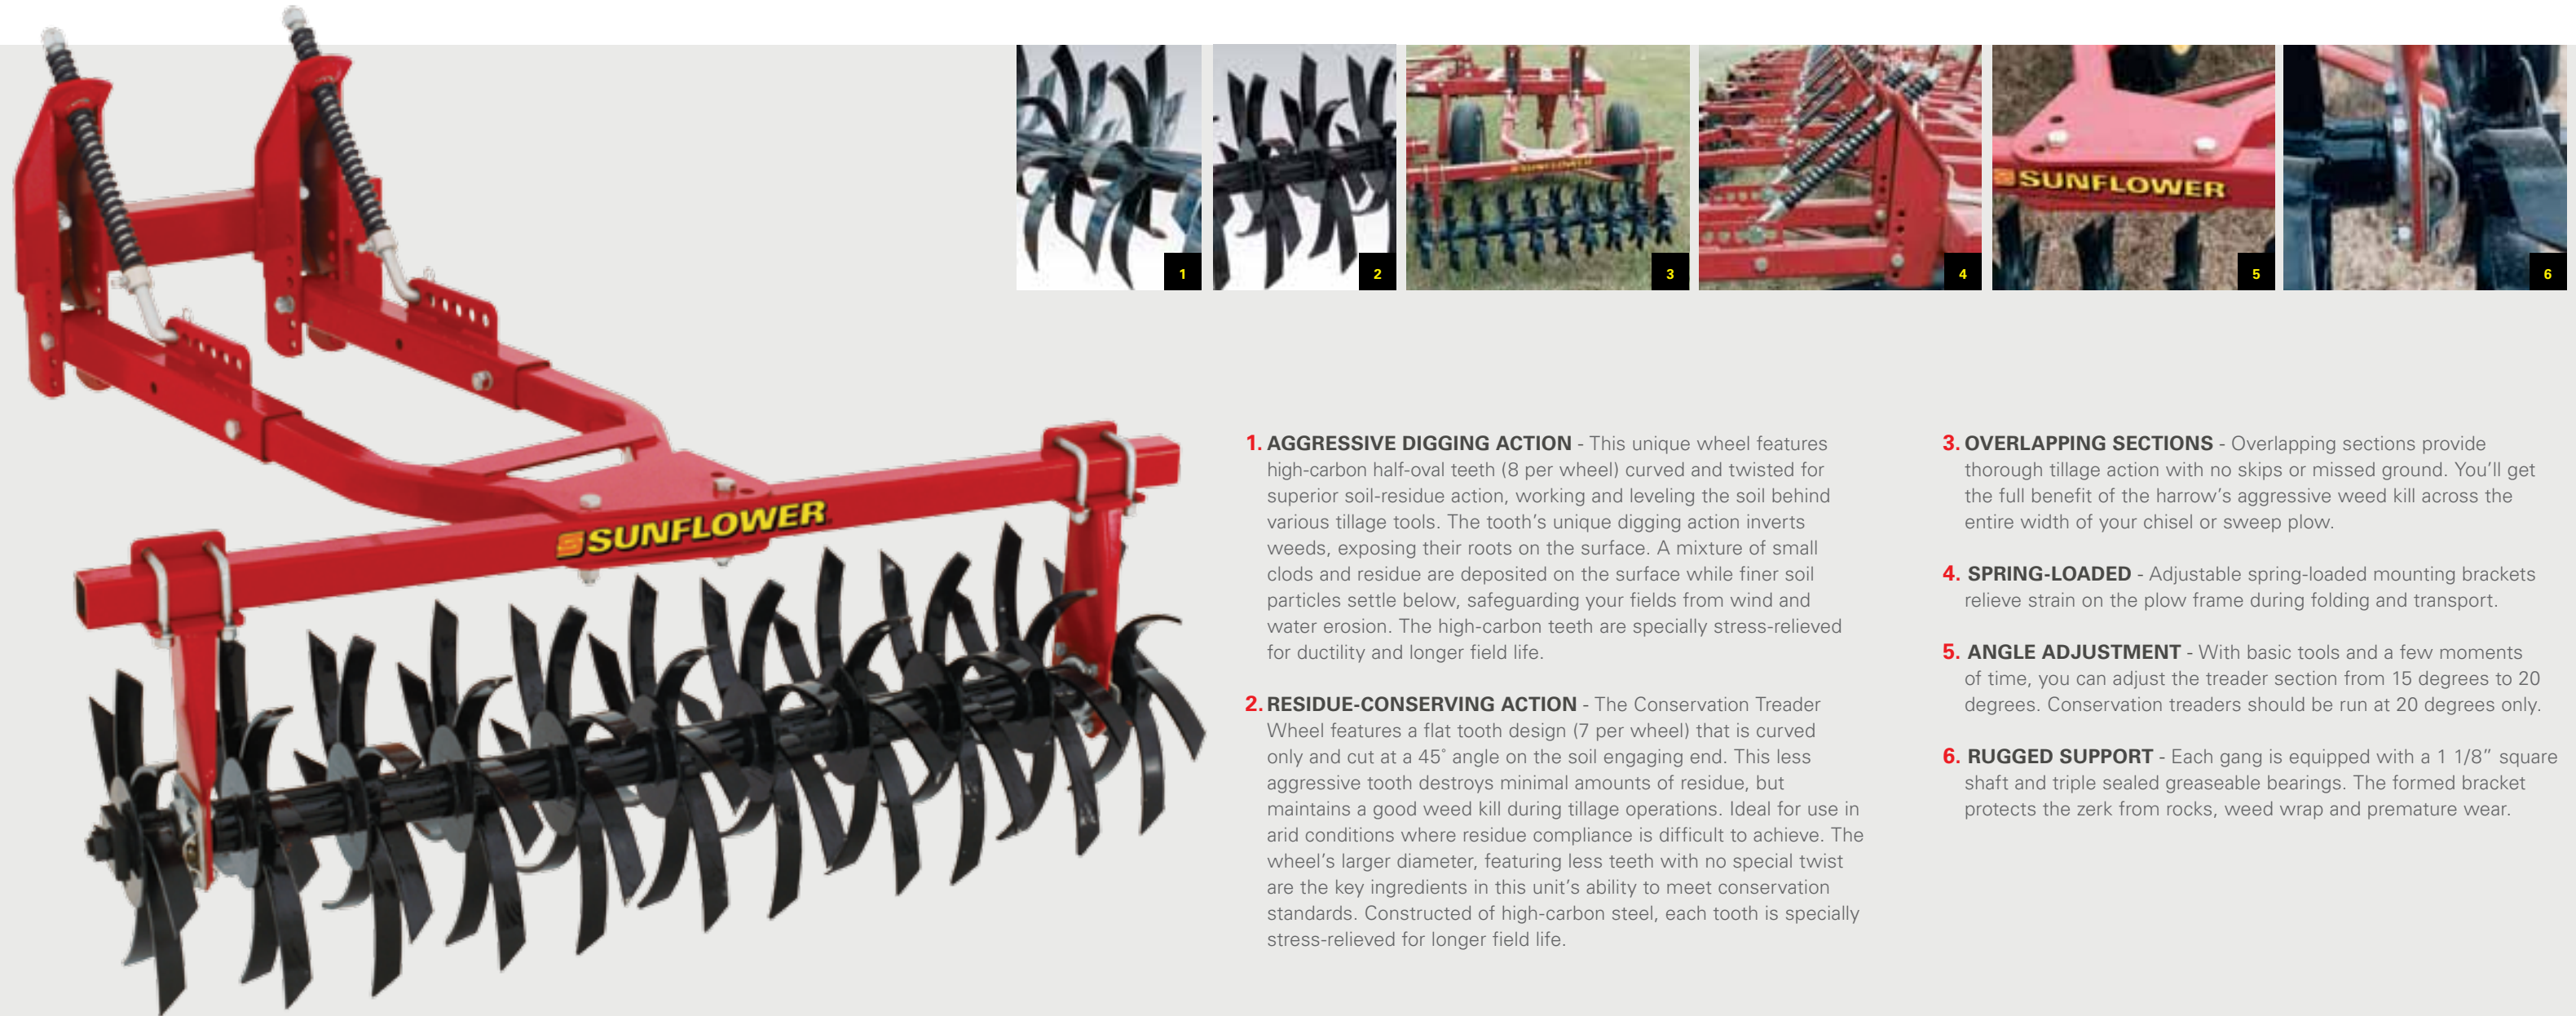 SUNFLOWER
1
2
SUNFLOWER
3
4
SUNFLOWER
5
6
1. AGGRESSIVE DIGGING ACTION - This unique wheel features
high-carbon half-oval teeth (8 per wheel) curved and twisted for
superior soil-residue action, working and leveling the soil behind
various tillage tools. The tooth's unique digging action inverts
weeds, exposing their roots on the surface. A mixture of small
clods and residue are deposited on the surface while finer soil
particles settle below, safeguarding your fields from wind and
water erosion. The high-carbon teeth are specially stress-relieved
for ductility and longer field life.
2. RESIDUE-CONSERVING ACTION - The Conservation Treader
Wheel features a flat tooth design (7 per wheel) that is curved
only and cut at a 45˚ angle on the soil engaging end. This less
aggressive tooth destroys minimal amounts of residue, but
maintains a good weed kill during tillage operations. Ideal for use in
arid conditions where residue compliance is difficult to achieve. The
wheel's larger diameter, featuring less teeth with no special twist
are the key ingredients in this unit's ability to meet conservation
standards. Constructed of high-carbon steel, each tooth is specially
stress-relieved for longer field life.
3. OVERLAPPING SECTIONS - Overlapping sections provide
thorough tillage action with no skips or missed ground. You'll get
the full benefit of the harrow's aggressive weed kill across the
entire width of your chisel or sweep plow.
4. SPRING-LOADED - Adjustable spring-loaded mounting brackets
relieve strain on the plow frame during folding and transport.
5. ANGLE ADJUSTMENT - With basic tools and a few moments
of time, you can adjust the treader section from 15 degrees to 20
degrees. Conservation treaders should be run at 20 degrees only.
6. RUGGED SUPPORT - Each gang is equipped with a 1 1/8” square
shaft and triple sealed greaseable bearings. The formed bracket
protects the zerk from rocks, weed wrap and premature wear.